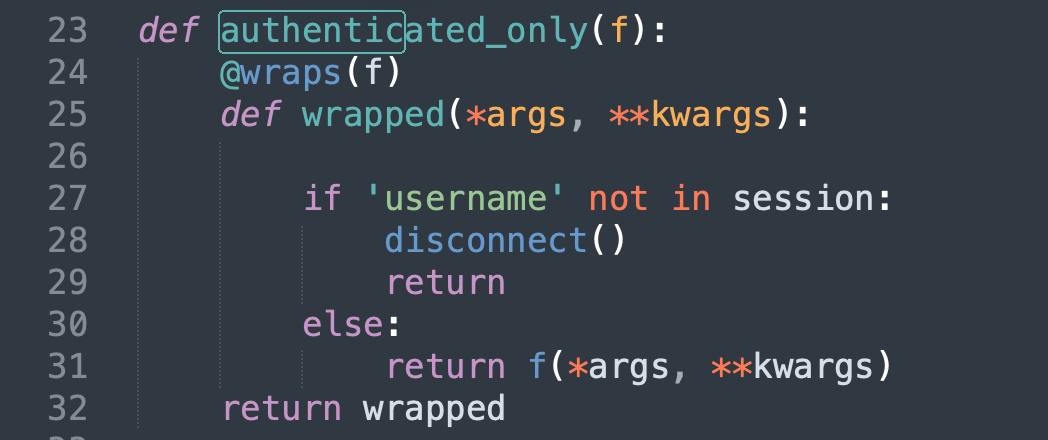 23 def authenticated_only(f):
24     @wraps(f)
25     def wrapped(*args, **kwargs):
26
27         if 'username' not in session:
28             disconnect()
29             return
30         else:
31             return f(*args, **kwargs)
32     return wrapped